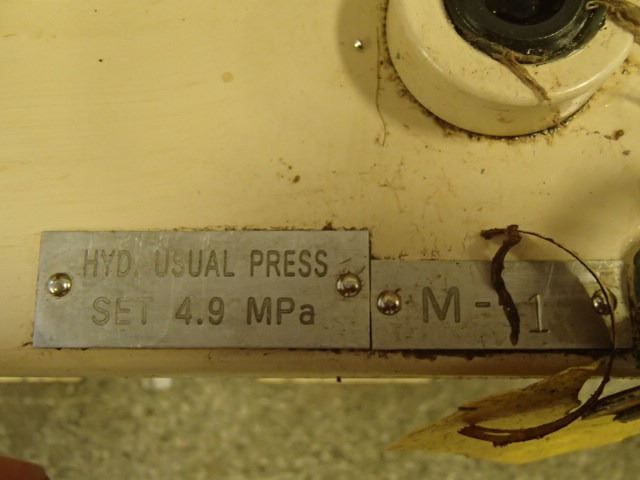 HYD. USUAL PRESS
SET 4.9 MPa
M-1